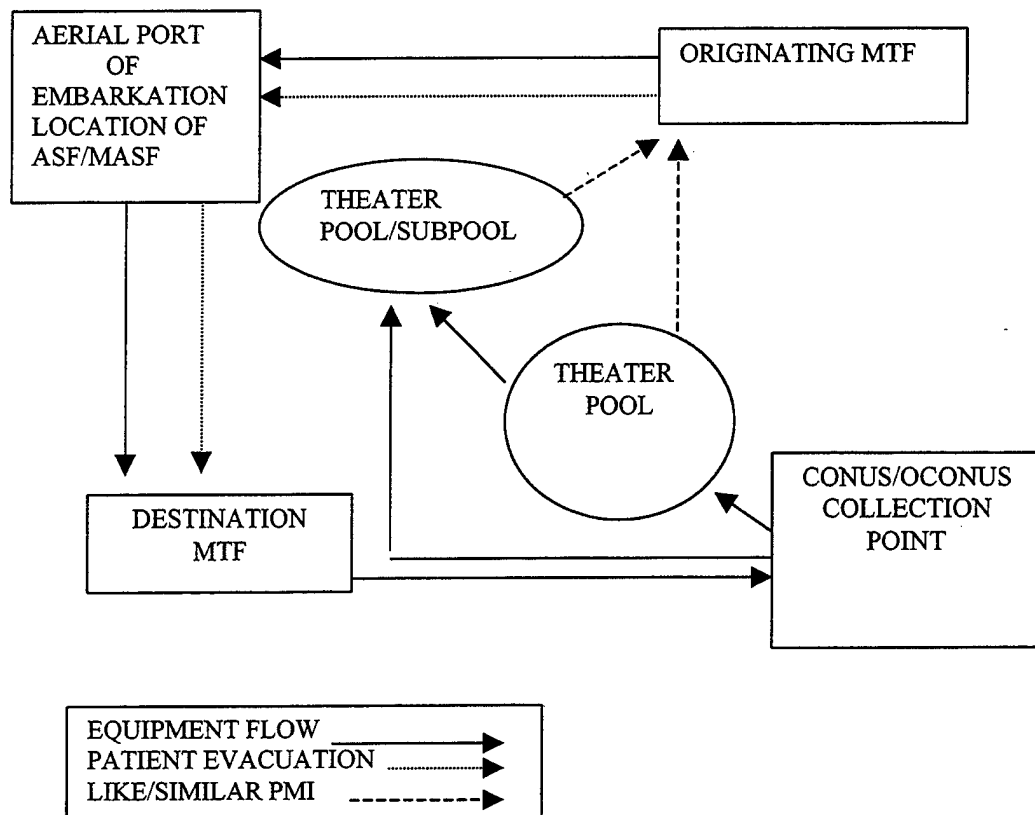 AERIAL PORT
OF
EMBARKATION
LOCATION OF
ASF/MASF
ORIGINATING MTF
THEATER
POOL/SUBPOOL
THEATER
POOL
CONUS/OCONUS
COLLECTION
POINT
DESTINATION
MTF
EQUIPMENT FLOW
PATIENT EVACUATION
LIKE/SIMILAR PMI